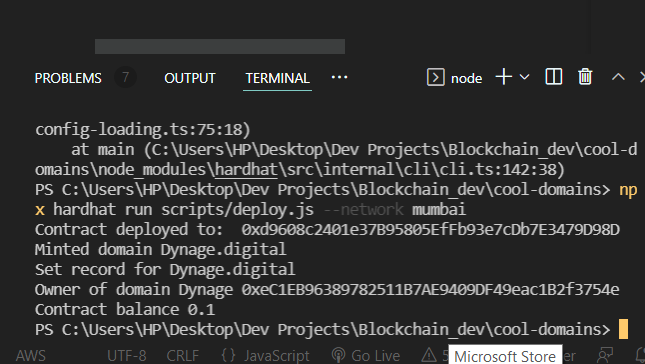 PROBLEMS 7 OUTPUT TERMINAL ··· node
config-loading.ts:75:18)
at main (C:\Users\HP\Desktop\Dev Projects\Blockchain_dev\cool-d
omains\node_modules\hardhat\src\internal\cli\cli.ts:142:38)
PS C:\Users\HP\Desktop\Dev Projects\Blockchain_dev\cool-domains> np
x hardhat run scripts/deploy.js --network mumbai
Contract deployed to:  0xd9608c2401e37B95805EfFb93e7cDb7E3479D98D
Minted domain Dynage.digital
Set record for Dynage.digital
Owner of domain Dynage 0xeC1EB96389782511B7AE9409DF49eac1B2f3754e
Contract balance 0.1
PS C:\Users\HP\Desktop\Dev Projects\Blockchain_dev\cool-domains>
AWS UTF-8 CRLF {} JavaScript Go Live 5 er
Microsoft Store